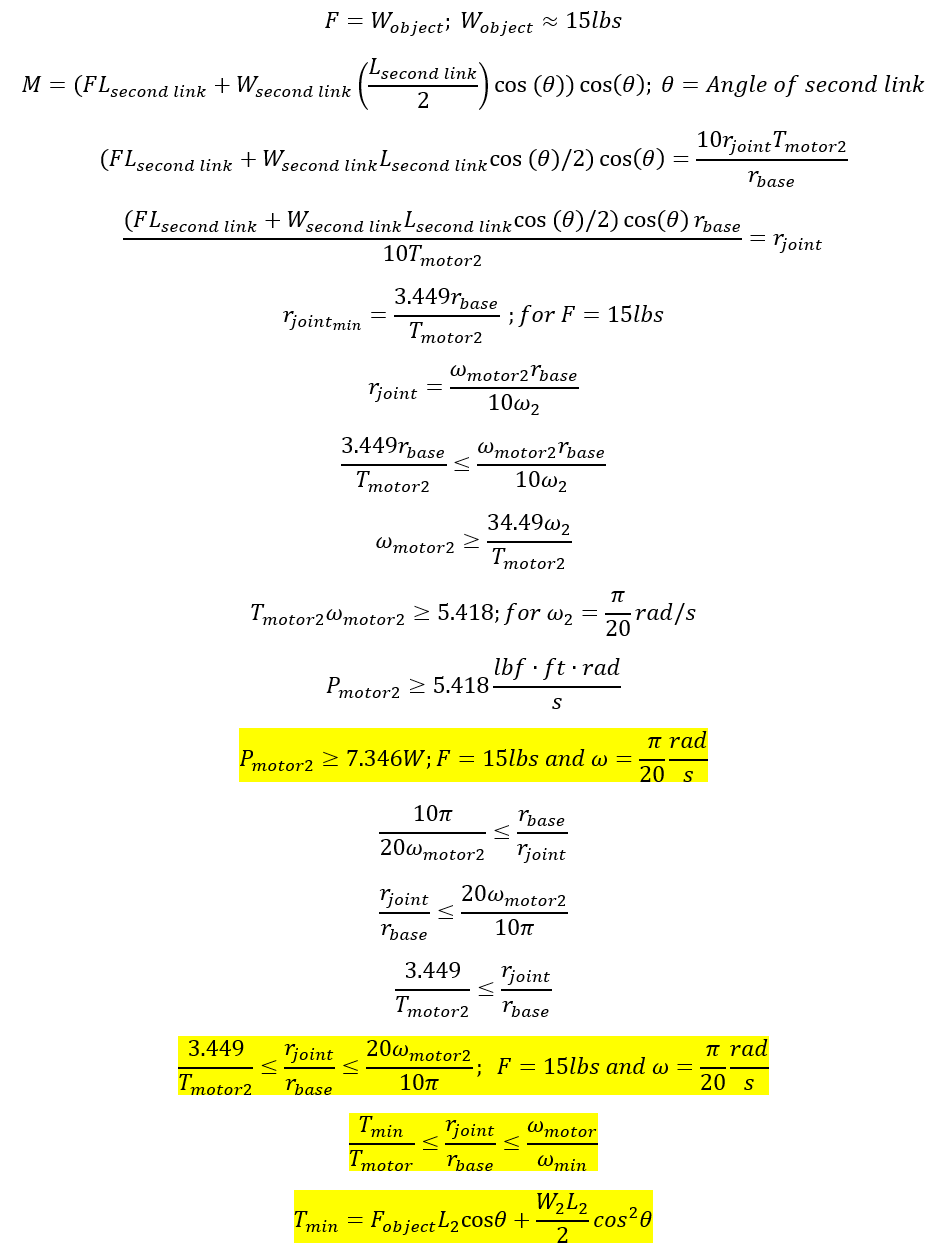 F = W_object; W_object ≈ 15lbs
M = (FL_second link + W_second link (L_second link/2) cos (θ)) cos(θ); θ = Angle of second link
(FL_second link + W_second link L_second link cos (θ)/2) cos(θ) = 10r_joint T_motor2/r_base
(FL_second link + W_second link L_second link cos (θ)/2) cos(θ) r_base/10T_motor2 = r_joint
r_joint_min = 3.449r_base/T_motor2 ; for F = 15lbs
r_joint = ω_motor2 r_base/10ω_2
3.449r_base/T_motor2 ≤ ω_motor2 r_base/10ω_2
ω_motor2 ≥ 34.49ω_2/T_motor2
T_motor2 ω_motor2 ≥ 5.418; for ω_2 = π/20 rad/s
P_motor2 ≥ 5.418 lbf · ft · rad/s
P_motor2 ≥ 7.346W; F = 15lbs and ω = π/20 rad/s
10π/20ω_motor2 ≤ r_base/r_joint
r_joint/r_base ≤ 20ω_motor2/10π
3.449/T_motor2 ≤ r_joint/r_base
3.449/T_motor2 ≤ r_joint/r_base ≤ 20ω_motor2/10π; F = 15lbs and ω = π/20 rad/s
T_min/T_motor ≤ r_joint/r_base ≤ ω_motor/ω_min
T_min = F_object L_2 cosθ + W_2 L_2/2 cos²θ